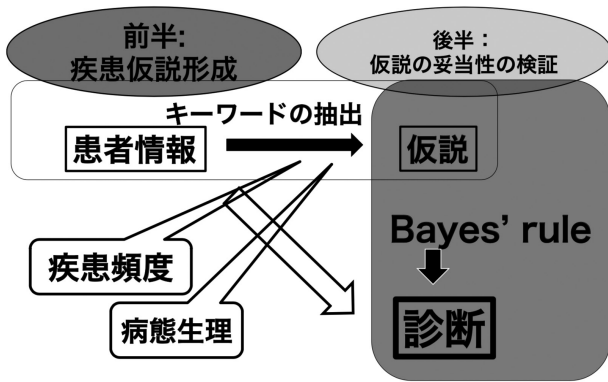 前半:
疾患仮説形成
後半：
仮説の妥当性の検証
キーワードの抽出
患者情報
仮説
疾患頻度
病態生理
Bayes’ rule
診断